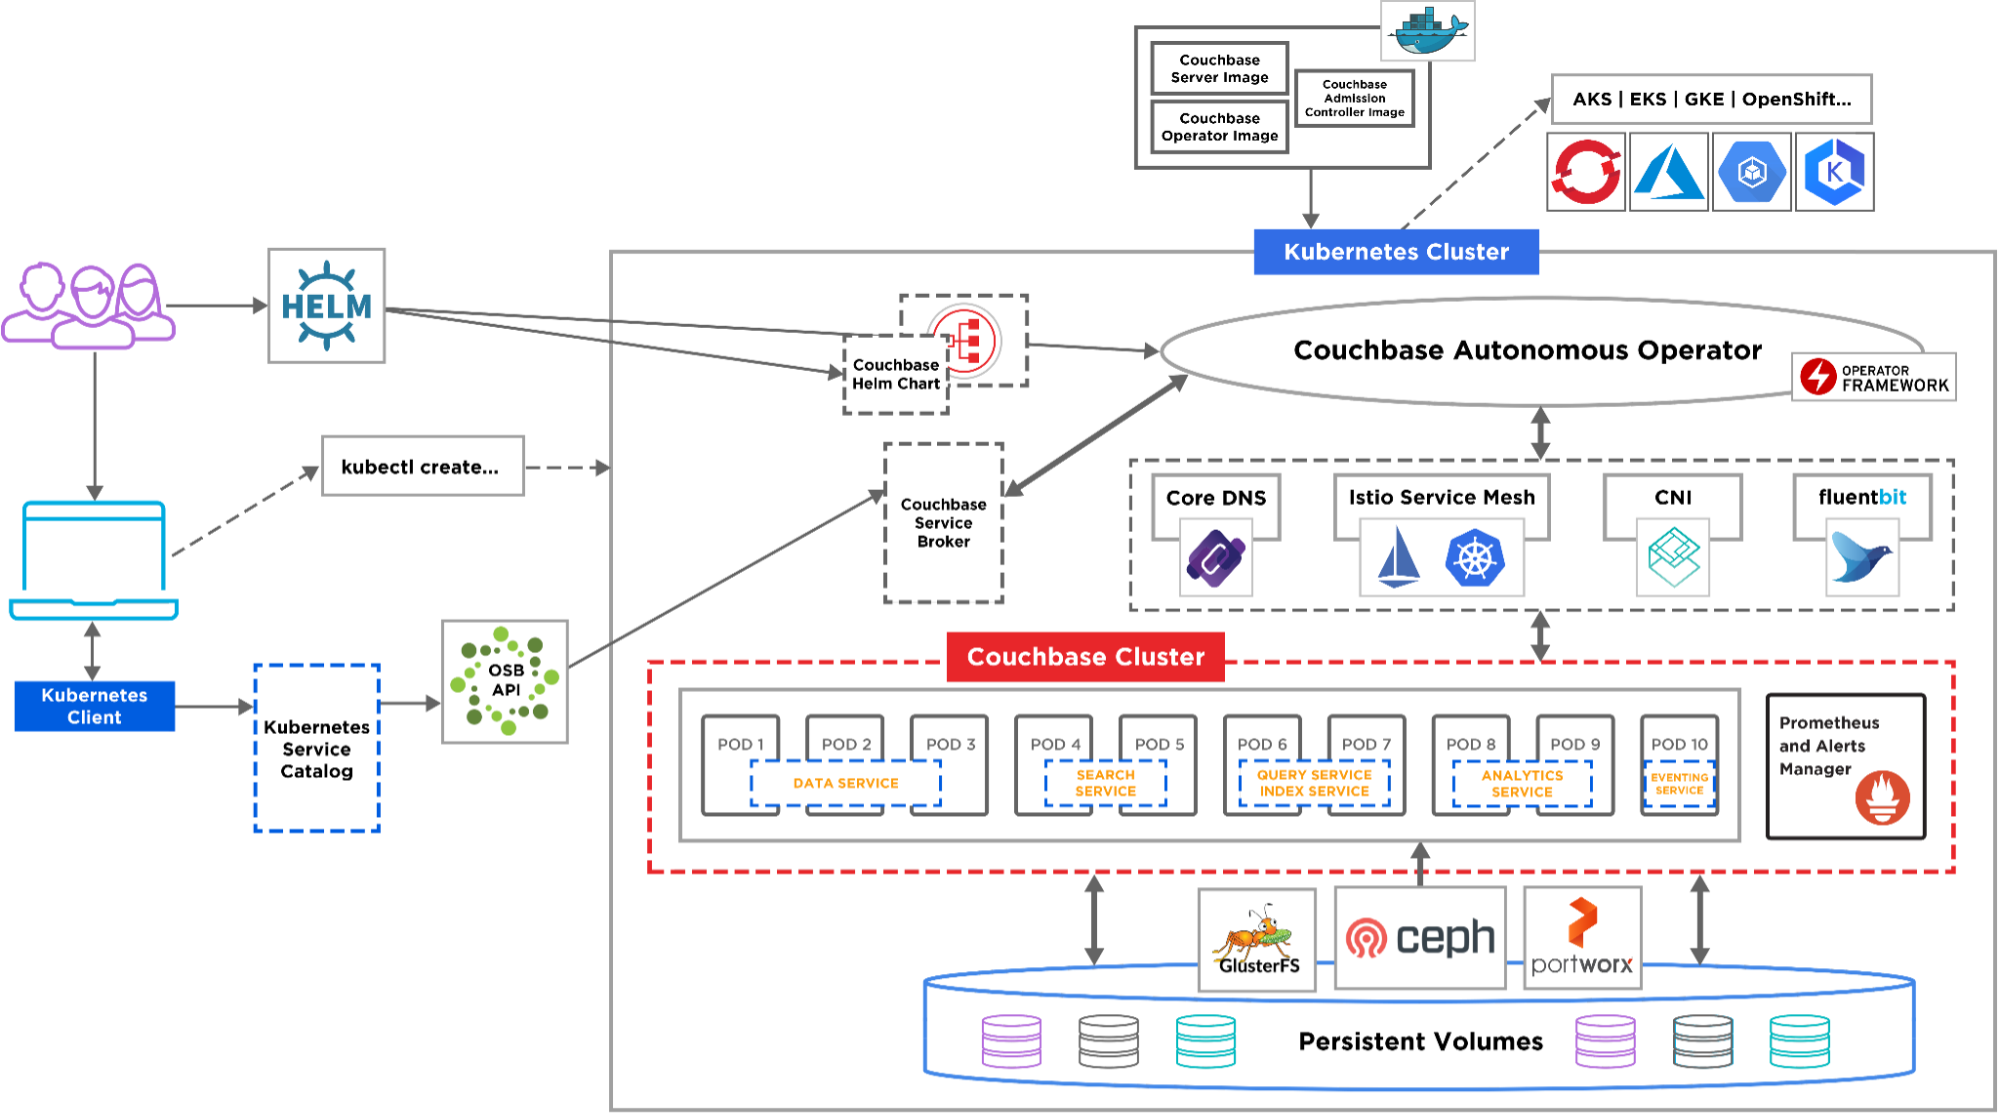 Couchbase
Server Image
Couchbase
Operator Image
Couchbase
Admission
Controller Image
AKS | EKS | GKE | OpenShift...
K
Kubernetes Cluster
HELM
Couchbase
Helm Chart
Couchbase Autonomous Operator
OPERATOR
FRAMEWORK
kubectl create...
Couchbase
Service
Broker
Core DNS
Istio Service Mesh
CNI
fluentbit
Kubernetes
Client
Kubernetes
Service
Catalog
OSB
API
Couchbase Cluster
POD 1
POD 2
POD 3
POD 4
POD 5
POD 6
POD 7
POD 8
POD 9
POD 10
DATA SERVICE
SEARCH
SERVICE
QUERY SERVICE
INDEX SERVICE
ANALYTICS
SERVICE
EVENTING
SERVICE
Prometheus
and Alerts
Manager
GlusterFS
ceph
portworx
Persistent Volumes